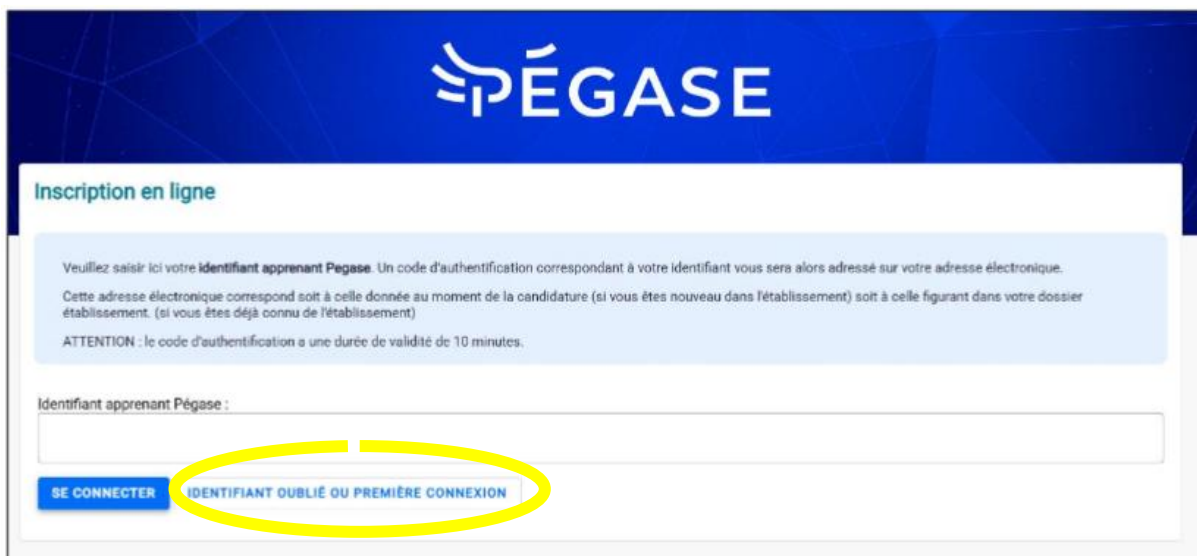 PÉGASE
Inscription en ligne
Veuillez saisir ici votre identifiant apprenant Pegase. Un code d'authentification correspondant à votre identifiant vous sera alors adressé sur votre adresse électronique.
Cette adresse électronique correspond soit à celle donnée au moment de la candidature (si vous êtes nouveau dans l'établissement) soit à celle figurant dans votre dossier
établissement. (si vous êtes déjà connu de l'établissement)
ATTENTION : le code d'authentification a une durée de validité de 10 minutes.
Identifiant apprenant Pégase :
SE CONNECTER IDENTIFIANT OUBLIÉ OU PREMIÈRE CONNEXION